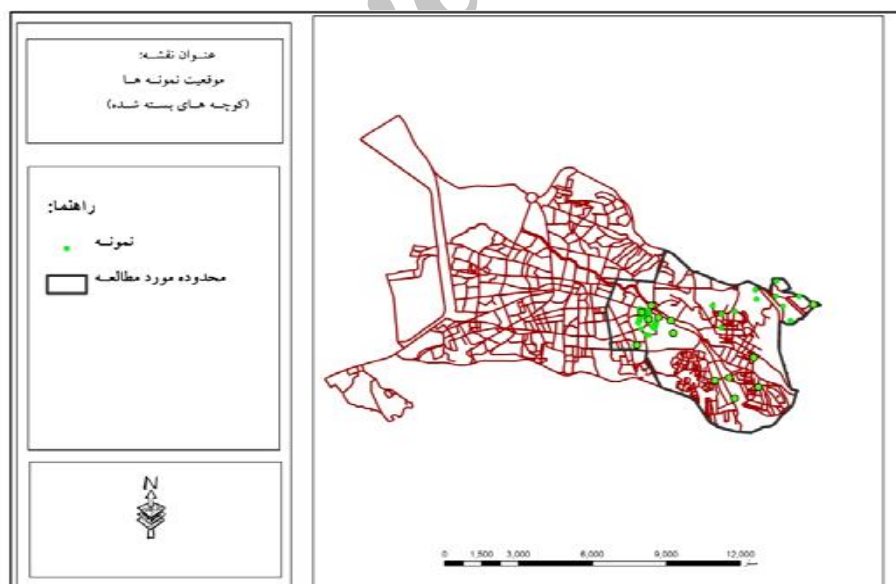 عنوان نقشه:
موقعیت نمونه ها
(کوچه های بسته شده)
راهنما:
نمونه
محدوده مورد مطالعه
N
0 1,500 3,000 6,000 9,000 12,000
متر